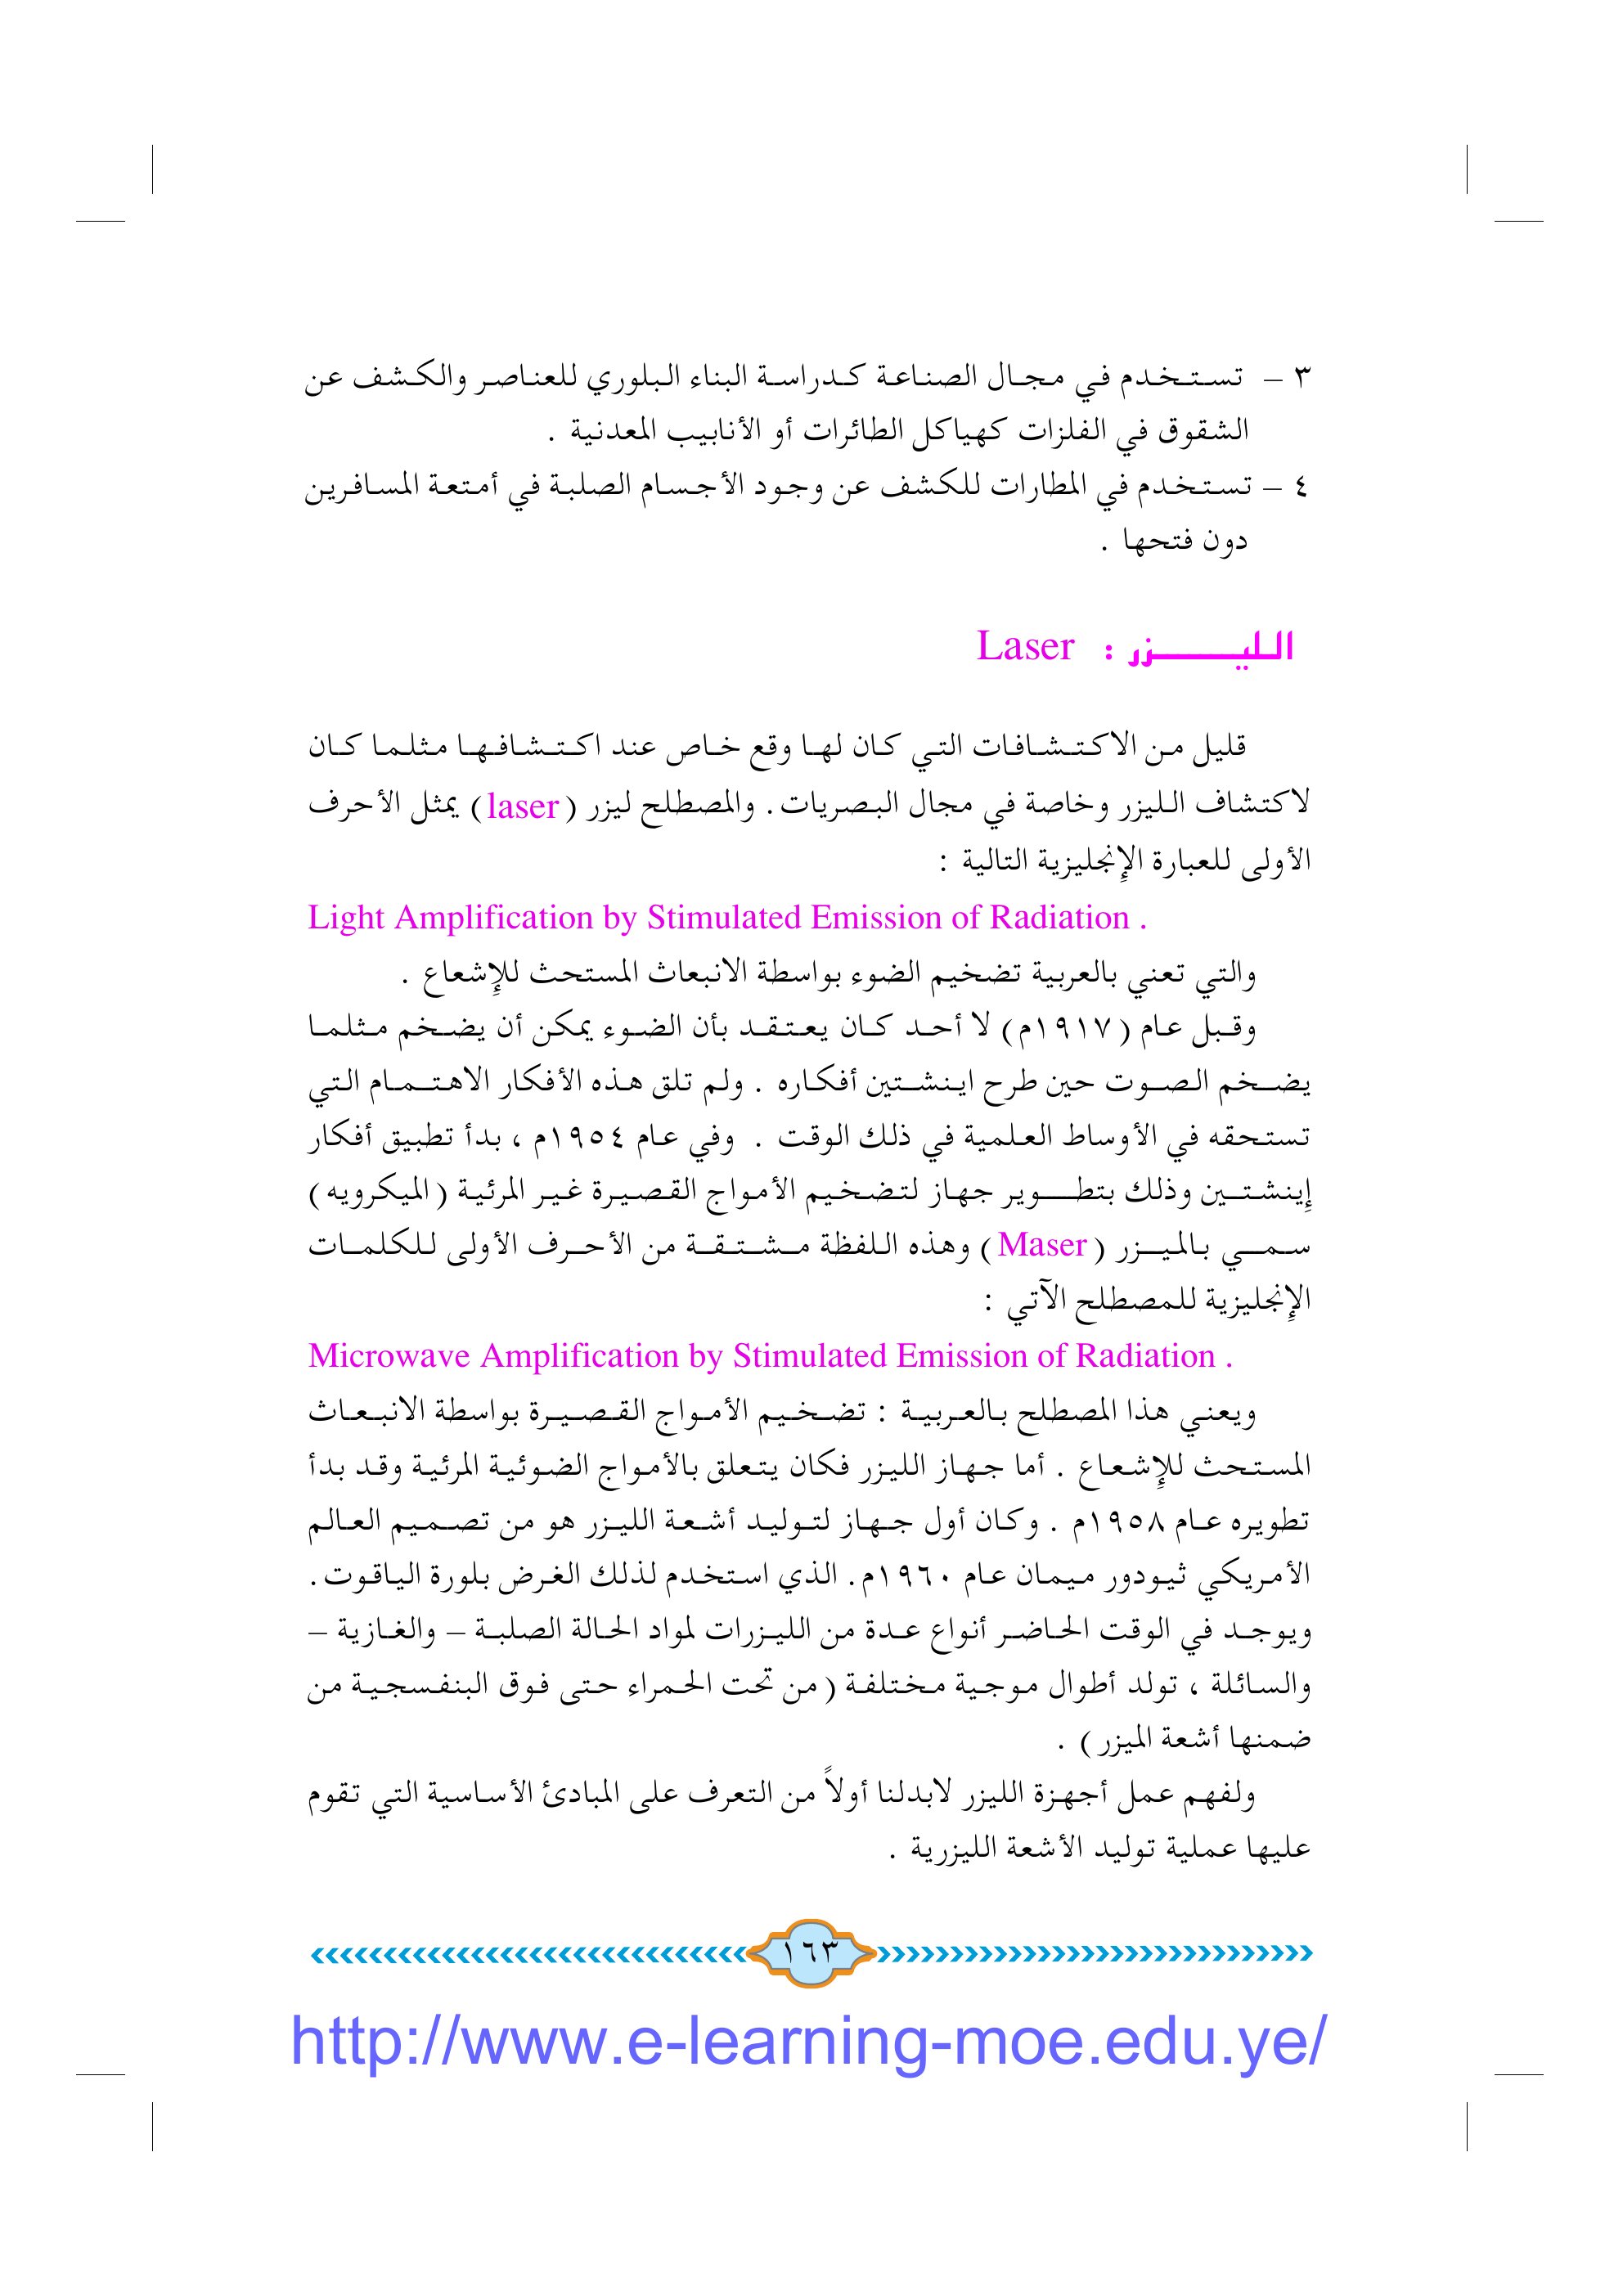 ٣ – تستخدم في مجال الصناعة كدراسة البناء البلوري للعناصر والكشف عن
الشقوق في الفلزات كهياكل الطائرات أو الأنابيب المعدنية .
٤ – تستخدم في المطارات للكشف عن وجود الأجسام الصلبة في أمتعة المسافرين
دون فتحها .
الليزر : Laser
قليل من الاكتشافات التي كان لها وقع خاص عند اكتشافها مثلما كان
لاكتشاف الليزر وخاصة في مجال البصريات . والمصطلح ليزر ( laser ) يمثل الأحرف
الأولى للعبارة الإنجليزية التالية :
Light Amplification by Stimulated Emission of Radiation .
والتي تعني بالعربية تضخيم الضوء بواسطة الانبعاث المستحث للإشعاع .
وقبل عام ( ١٩١٧م ) لا أحد كان يعتقد بأن الضوء يمكن أن يضخم مثلما
يضخم الصوت حين طرح اينشتين أفكاره . ولم تلق هذه الأفكار الاهتمام التي
تستحقه في الأوساط العلمية في ذلك الوقت . وفي عام ١٩٥٤م ، بدأ تطبيق أفكار
إينشتين وذلك بتطوير جهاز لتضخيم الأمواج القصيرة غير المرئية ( الميكرويه )
سمي بالميزر ( Maser ) وهذه اللفظة مشتقة من الأحرف الأولى للكلمات
الإنجليزية للمصطلح الآتي :
Microwave Amplification by Stimulated Emission of Radiation .
ويعني هذا المصطلح بالعربية : تضخيم الأمواج القصيرة بواسطة الانبعاث
المستحث للإشعاع . أما جهاز الليزر فكان يتعلق بالأمواج الضوئية المرئية وقد بدأ
تطويره عام ١٩٥٨م . وكان أول جهاز لتوليد أشعة الليزر هو من تصميم العالم
الأمريكي ثيودور ميمان عام ١٩٦٠م . الذي استخدم لذلك الغرض بلورة الياقوت .
ويوجد في الوقت الحاضر أنواع عدة من الليزرات لمواد الحالة الصلبة – والغازية –
والسائلة ، تولد أطوال موجية مختلفة ( من تحت الحمراء حتى فوق البنفسجية من
ضمنها أشعة الميزر ) .
ولفهم عمل أجهزة الليزر لابدلنا أولاً من التعرف على المبادئ الأساسية التي تقوم
عليها عملية توليد الأشعة الليزرية .
١٦٣
http://www.e-learning-moe.edu.ye/